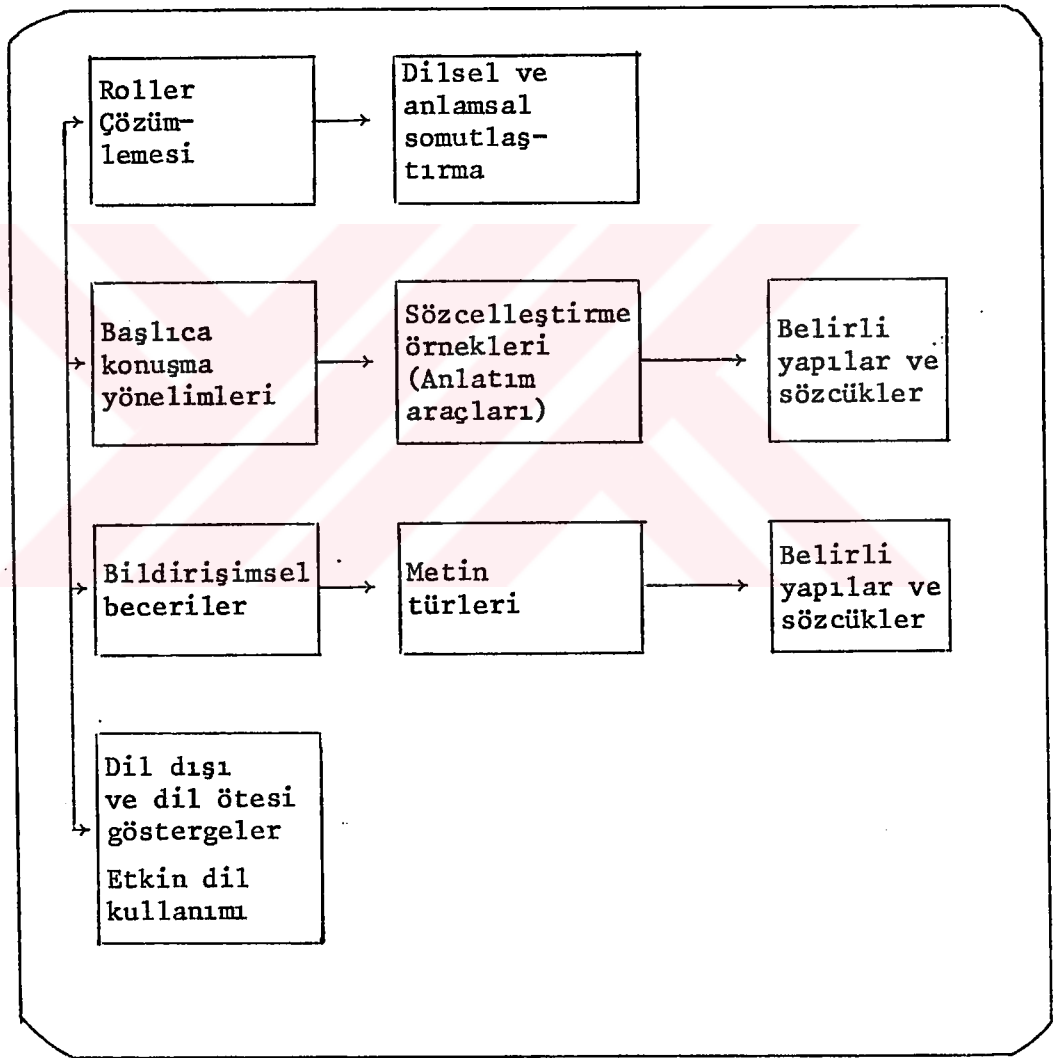 Roller
Çözüm-
lemesi
Dilsel ve
anlamsal
somutlaş-
tırma
Başlıca
konuşma
yönelimleri
Sözcelleştirme
örnekleri
(Anlatım
araçları)
Belirli
yapılar ve
sözcükler
Bildirişimsel
beceriler
Metin
türleri
Belirli
yapılar ve
sözcükler
Dil dışı
ve dil ötesi
göstergeler
Etkin dil
kullanımı